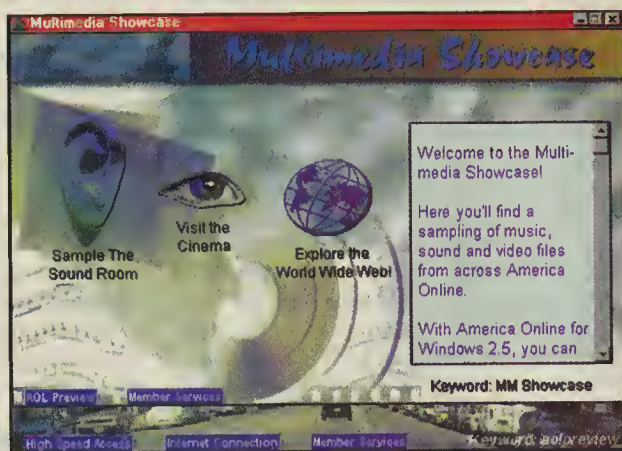 Multimedia Showcase
Multimedia Showcase
Sample The
Sound Room
Visit the
Cinema
Explore the
World Wide Web!
Welcome to the Multi-
media Showcase!
Here you'll find a
sampling of music,
sound and video files
from across America
Online.
With America Online for
Windows 2.5, you can
Keyword: MM Showcase
AOL Preview
Member Services
High Speed Access
Internet Connection
Member Services
Keyword: aolpreview